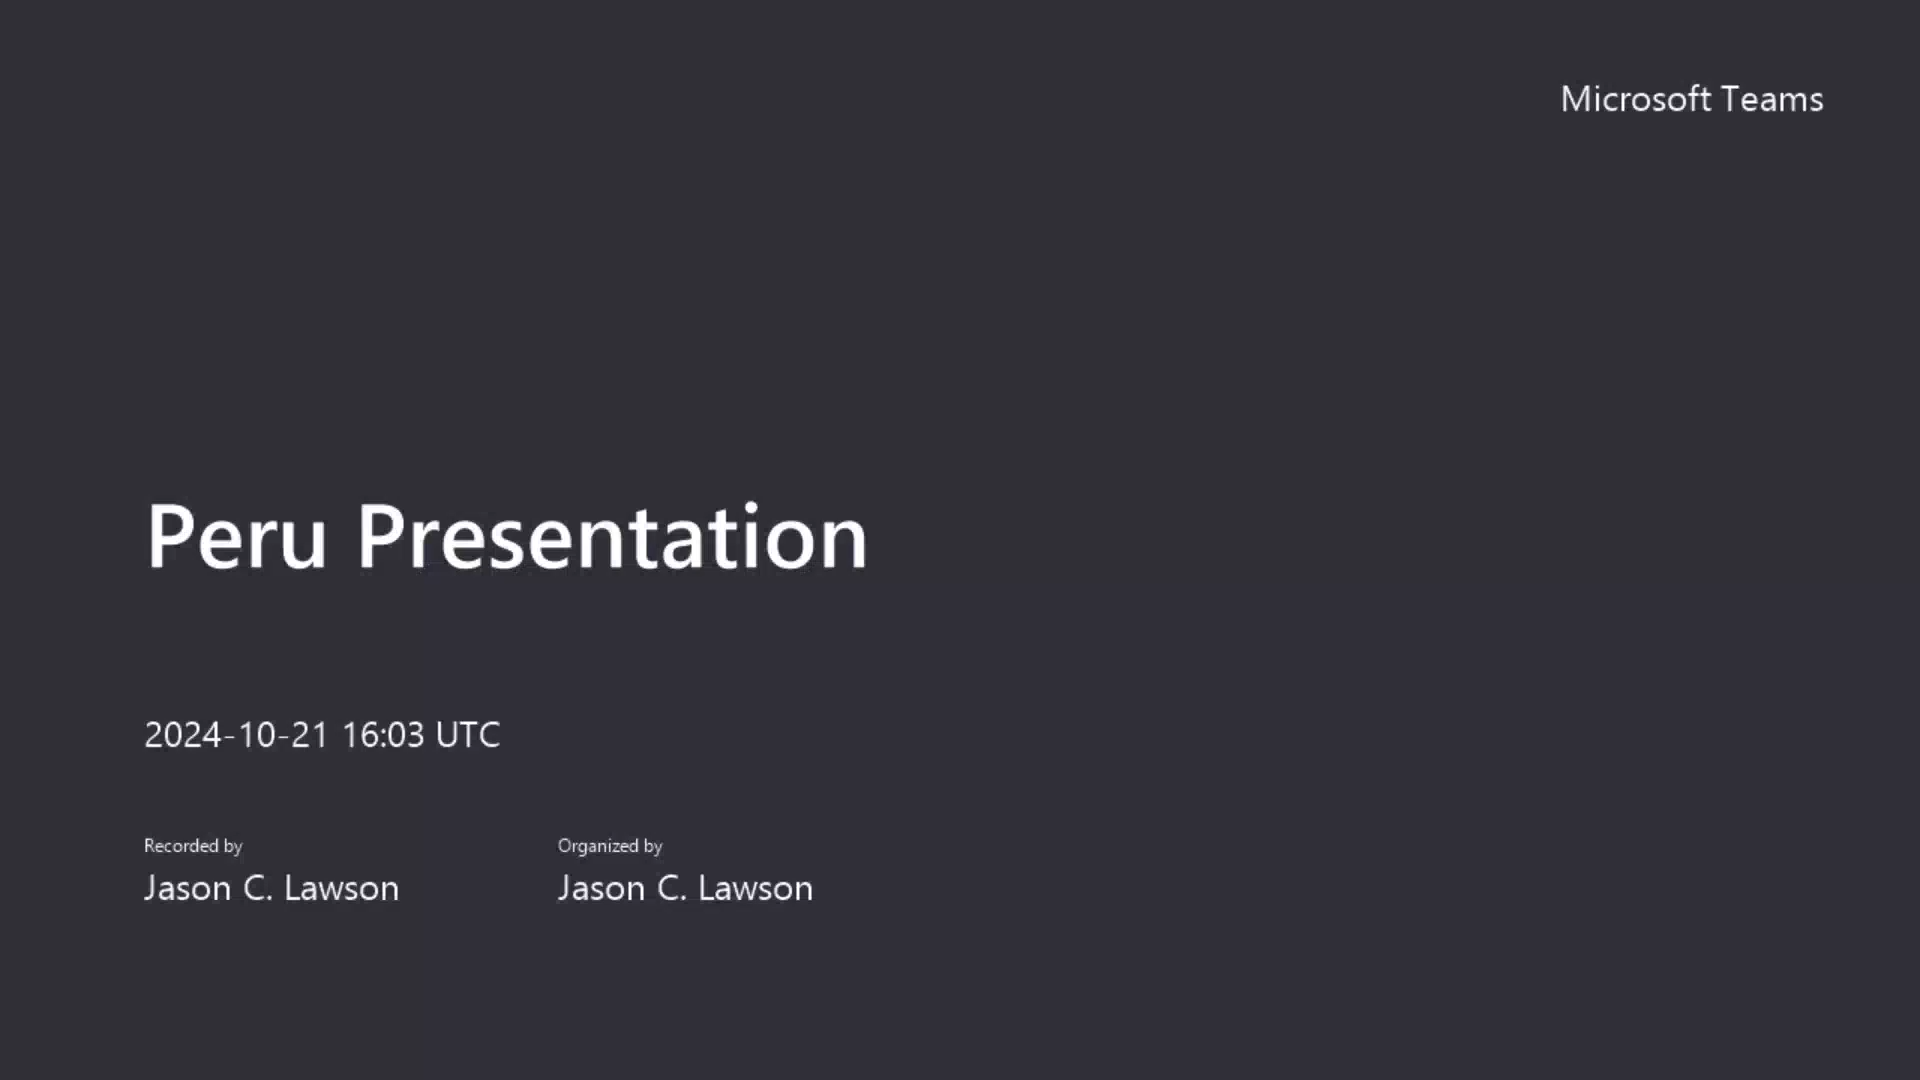 Microsoft Teams
Peru Presentation
2024-10-21 16:03 UTC
Recorded by
Jason C. Lawson
Organized by
Jason C. Lawson